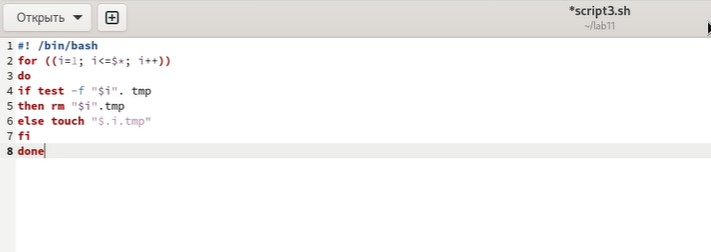 Открыть
*script3.sh
~/lab11
1 #! /bin/bash
2 for ((i=1; i<=$*; i++))
3 do
4 if test -f "$i". tmp
5 then rm "$i".tmp
6 else touch "$.i.tmp"
7 fi
8 done